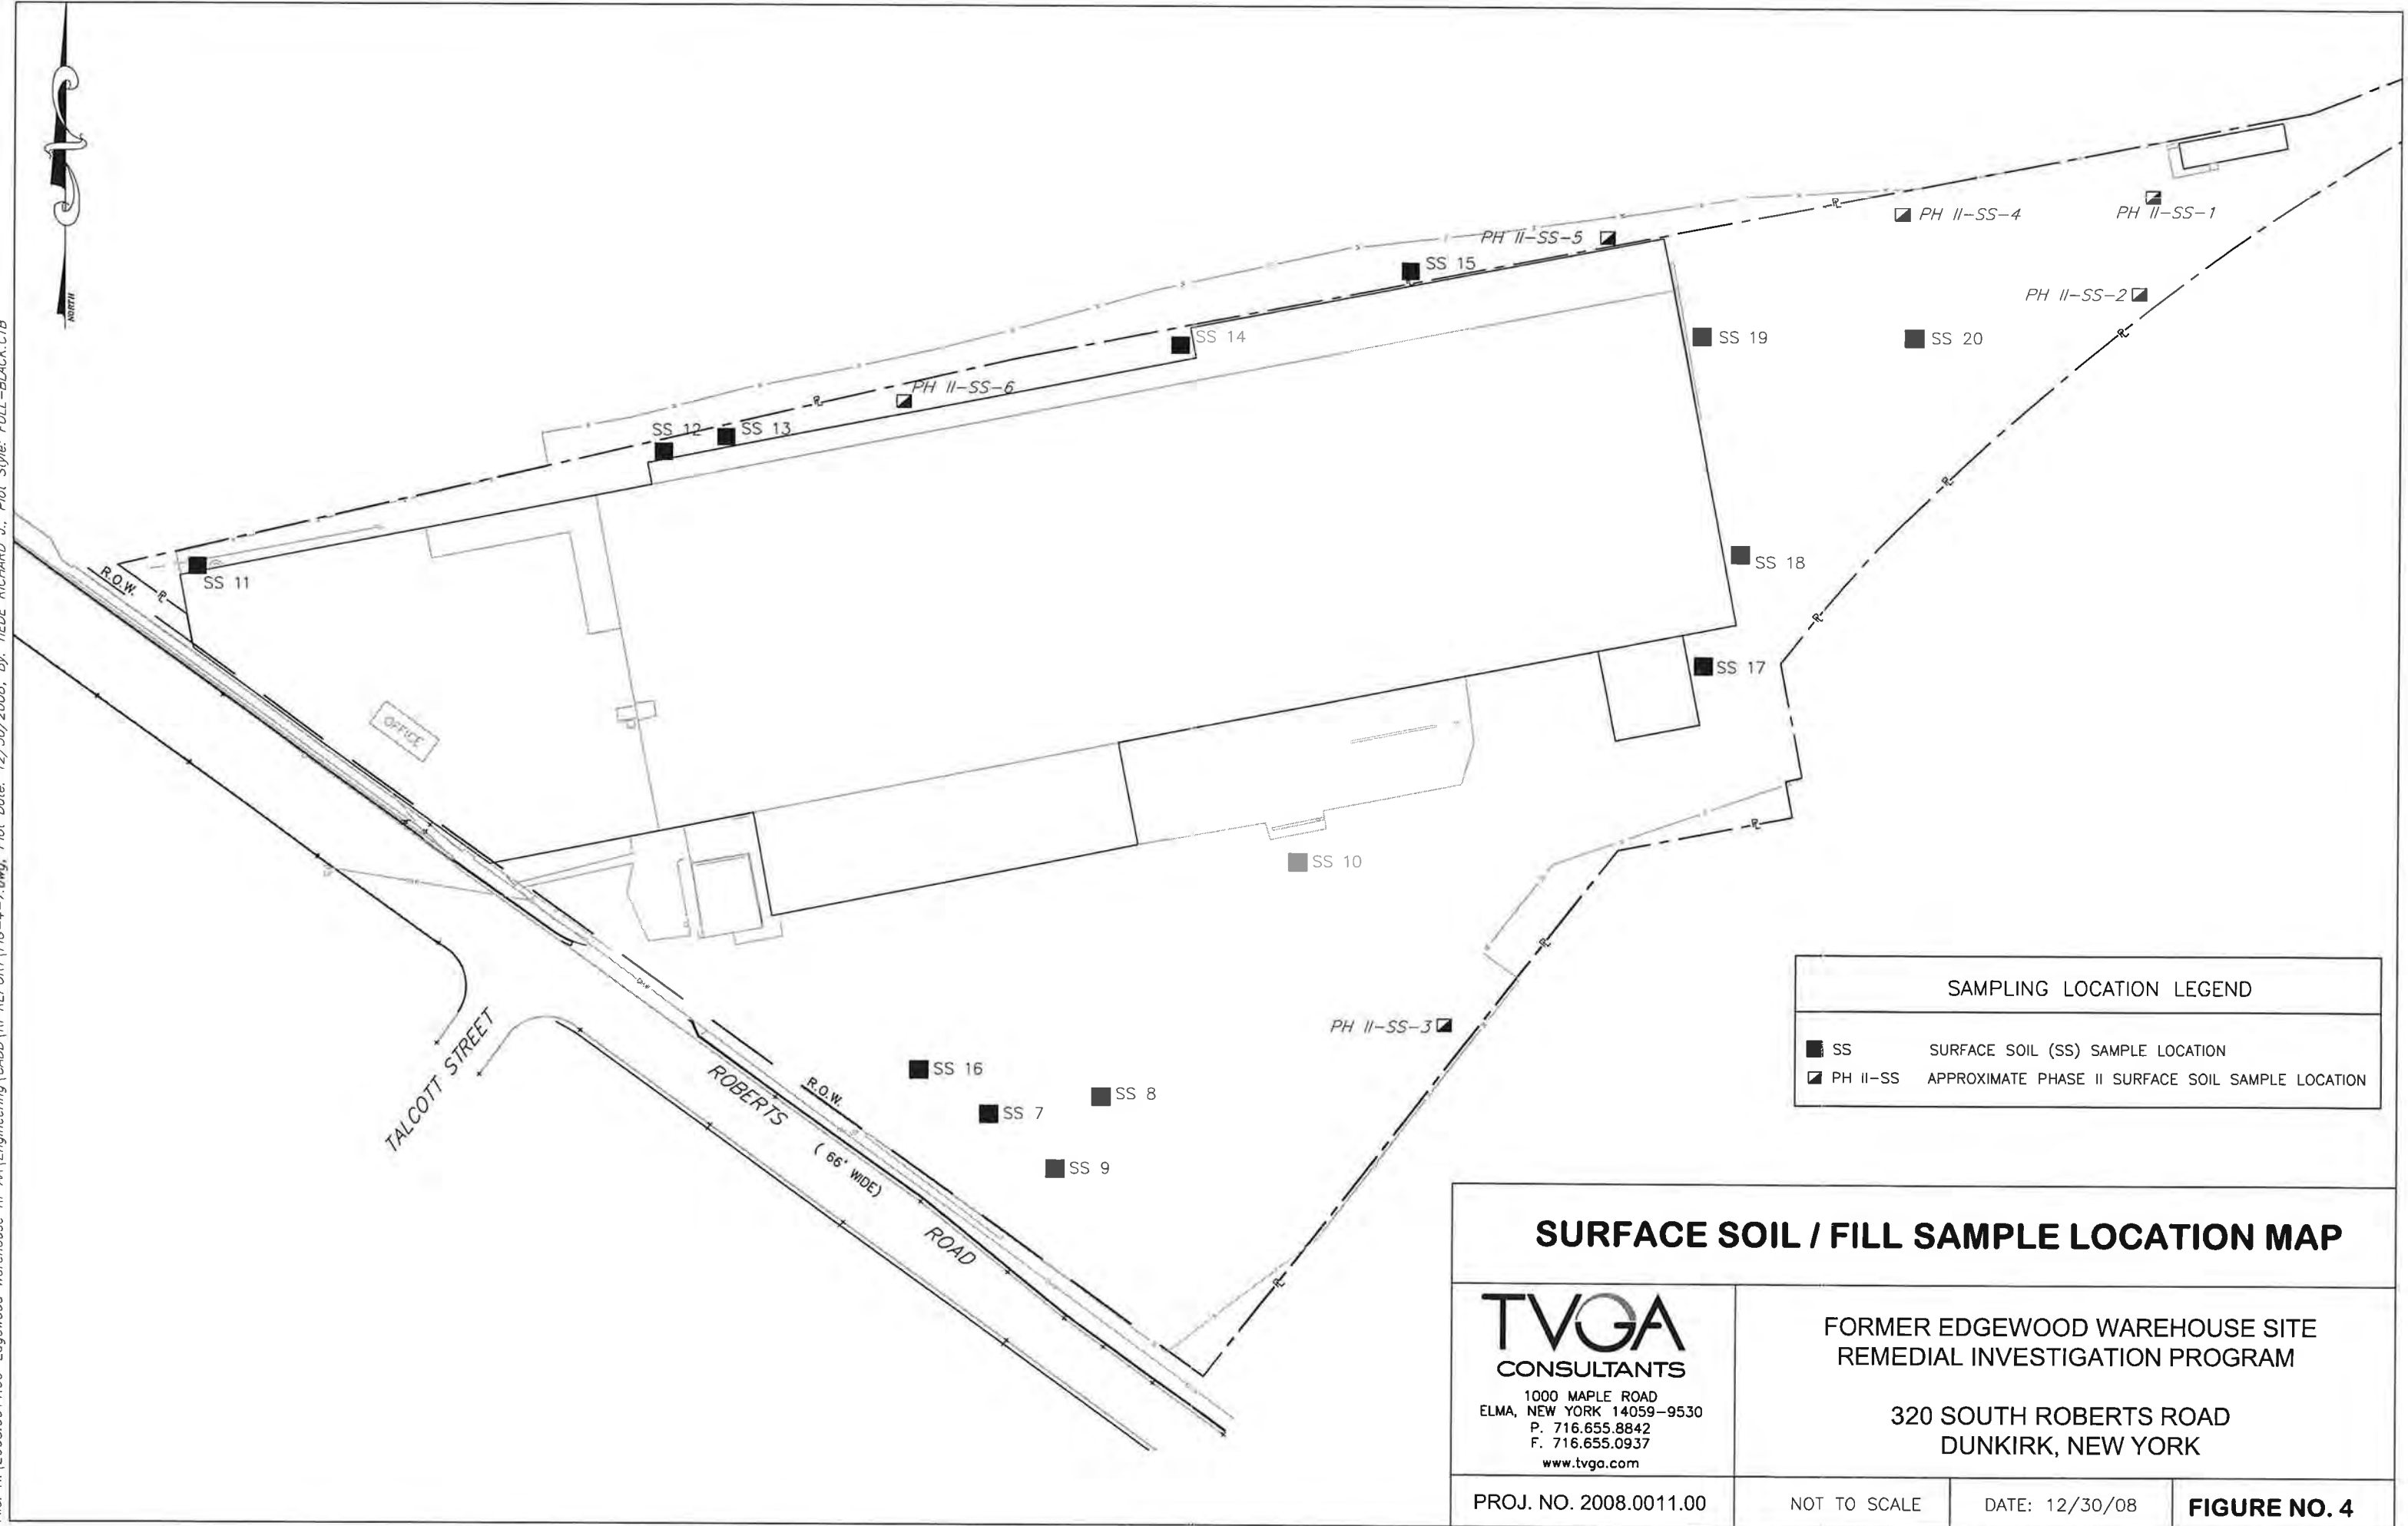 NORTH
PH II-SS-4
PH II-SS-1
PH II-SS-5
SS 15
PH II-SS-2
SS 14
SS 19
SS 20
PH II-SS-6
SS 12
SS 13
SS 11
R.O.W.
SS 18
SS 17
OFFICE
SS 10
PH II-SS-3
SS 16
SS 7
SS 8
SS 9
TALCOTT STREET
ROBERTS
( 66' WIDE)
ROAD
R.O.W.
SAMPLING LOCATION LEGEND
SS SURFACE SOIL (SS) SAMPLE LOCATION
PH II-SS APPROXIMATE PHASE II SURFACE SOIL SAMPLE LOCATION
SURFACE SOIL / FILL SAMPLE LOCATION MAP
TVGA
CONSULTANTS
1000 MAPLE ROAD
ELMA, NEW YORK 14059-9530
P. 716.655.8842
F. 716.655.0937
www.tvga.com
FORMER EDGEWOOD WAREHOUSE SITE
REMEDIAL INVESTIGATION PROGRAM
320 SOUTH ROBERTS ROAD
DUNKIRK, NEW YORK
PROJ. NO. 2008.0011.00
NOT TO SCALE
DATE: 12/30/08
FIGURE NO. 4